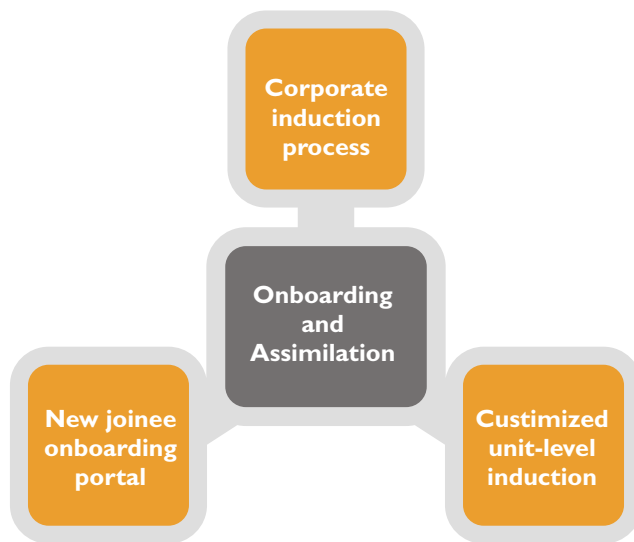 Corporate
induction
process
Onboarding
and
Assimilation
New joinee
onboarding
portal
Custimized
unit-level
induction